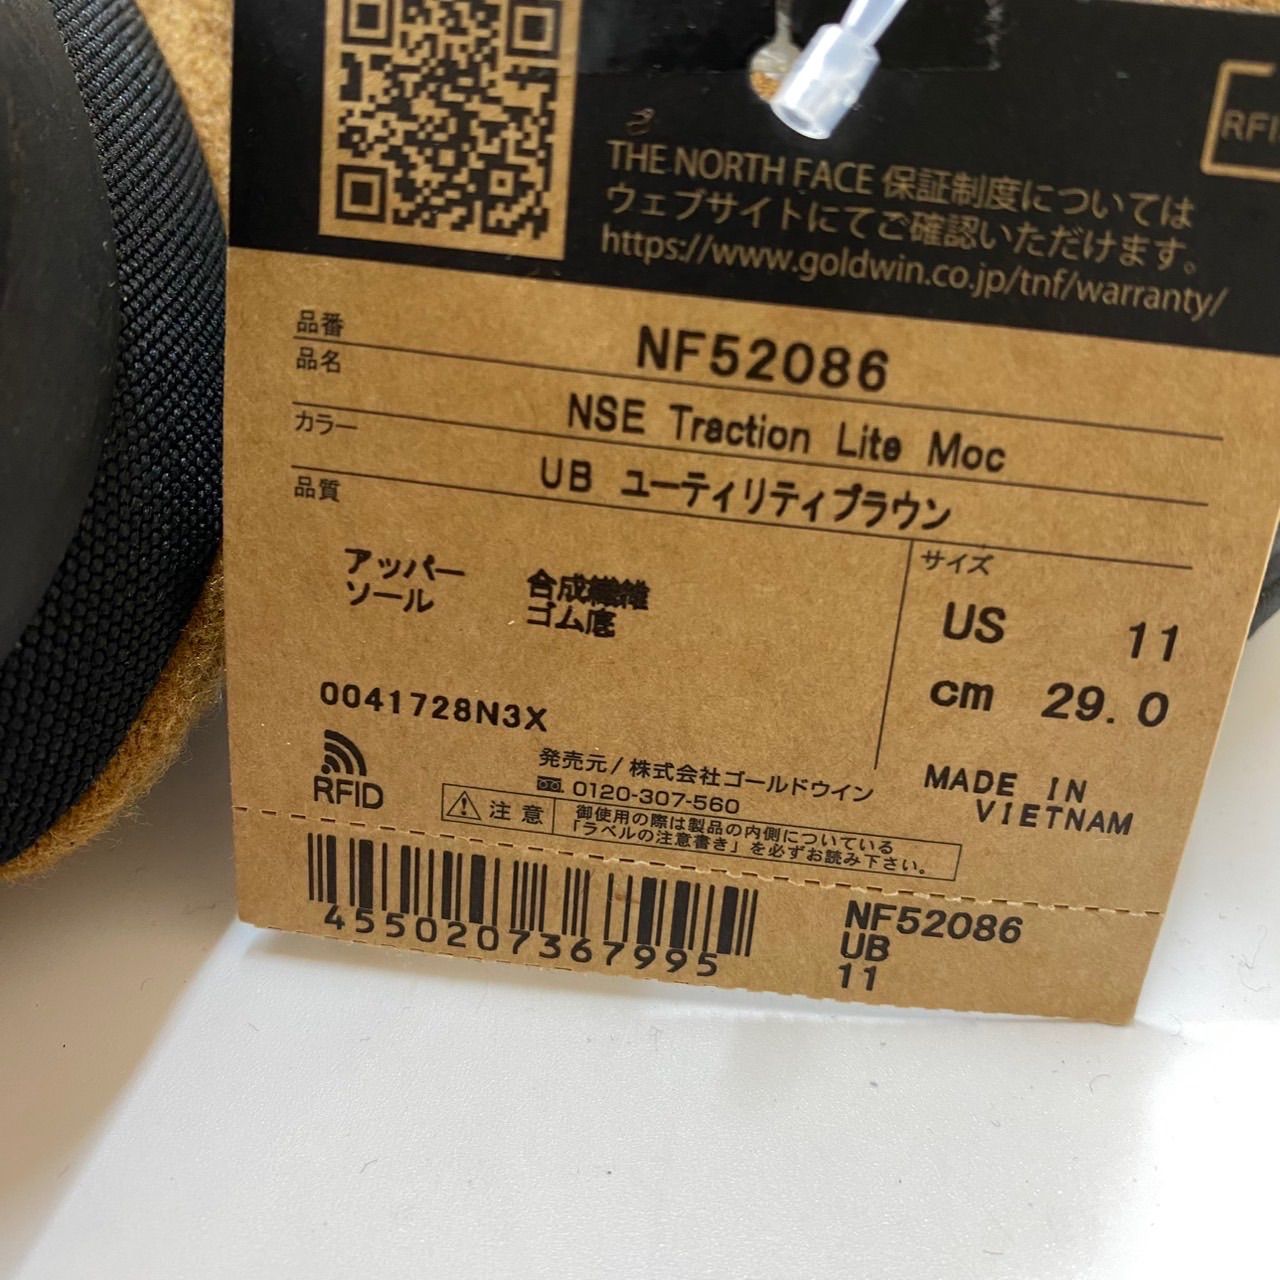 THE NORTH FACE 保証制度については
ウェブサイトにてご確認いただけます。
https://www.goldwin.co.jp/tnf/warranty/
品番 NF52086
品名 NSE Traction Lite Moc
カラー UB ユーティリティブラウン
品質
アッパー 合成繊維
ソール ゴム底
サイズ
US 11
cm 29.0
0041728N3X
MADE IN
VIETNAM
RFID
発売元/株式会社ゴールドウイン
0120-307-560
注意
御使用の際は製品の内側についている
「ラベルの注意書き」を必ずお読み下さい。
4550207367995
NF52086
UB
11